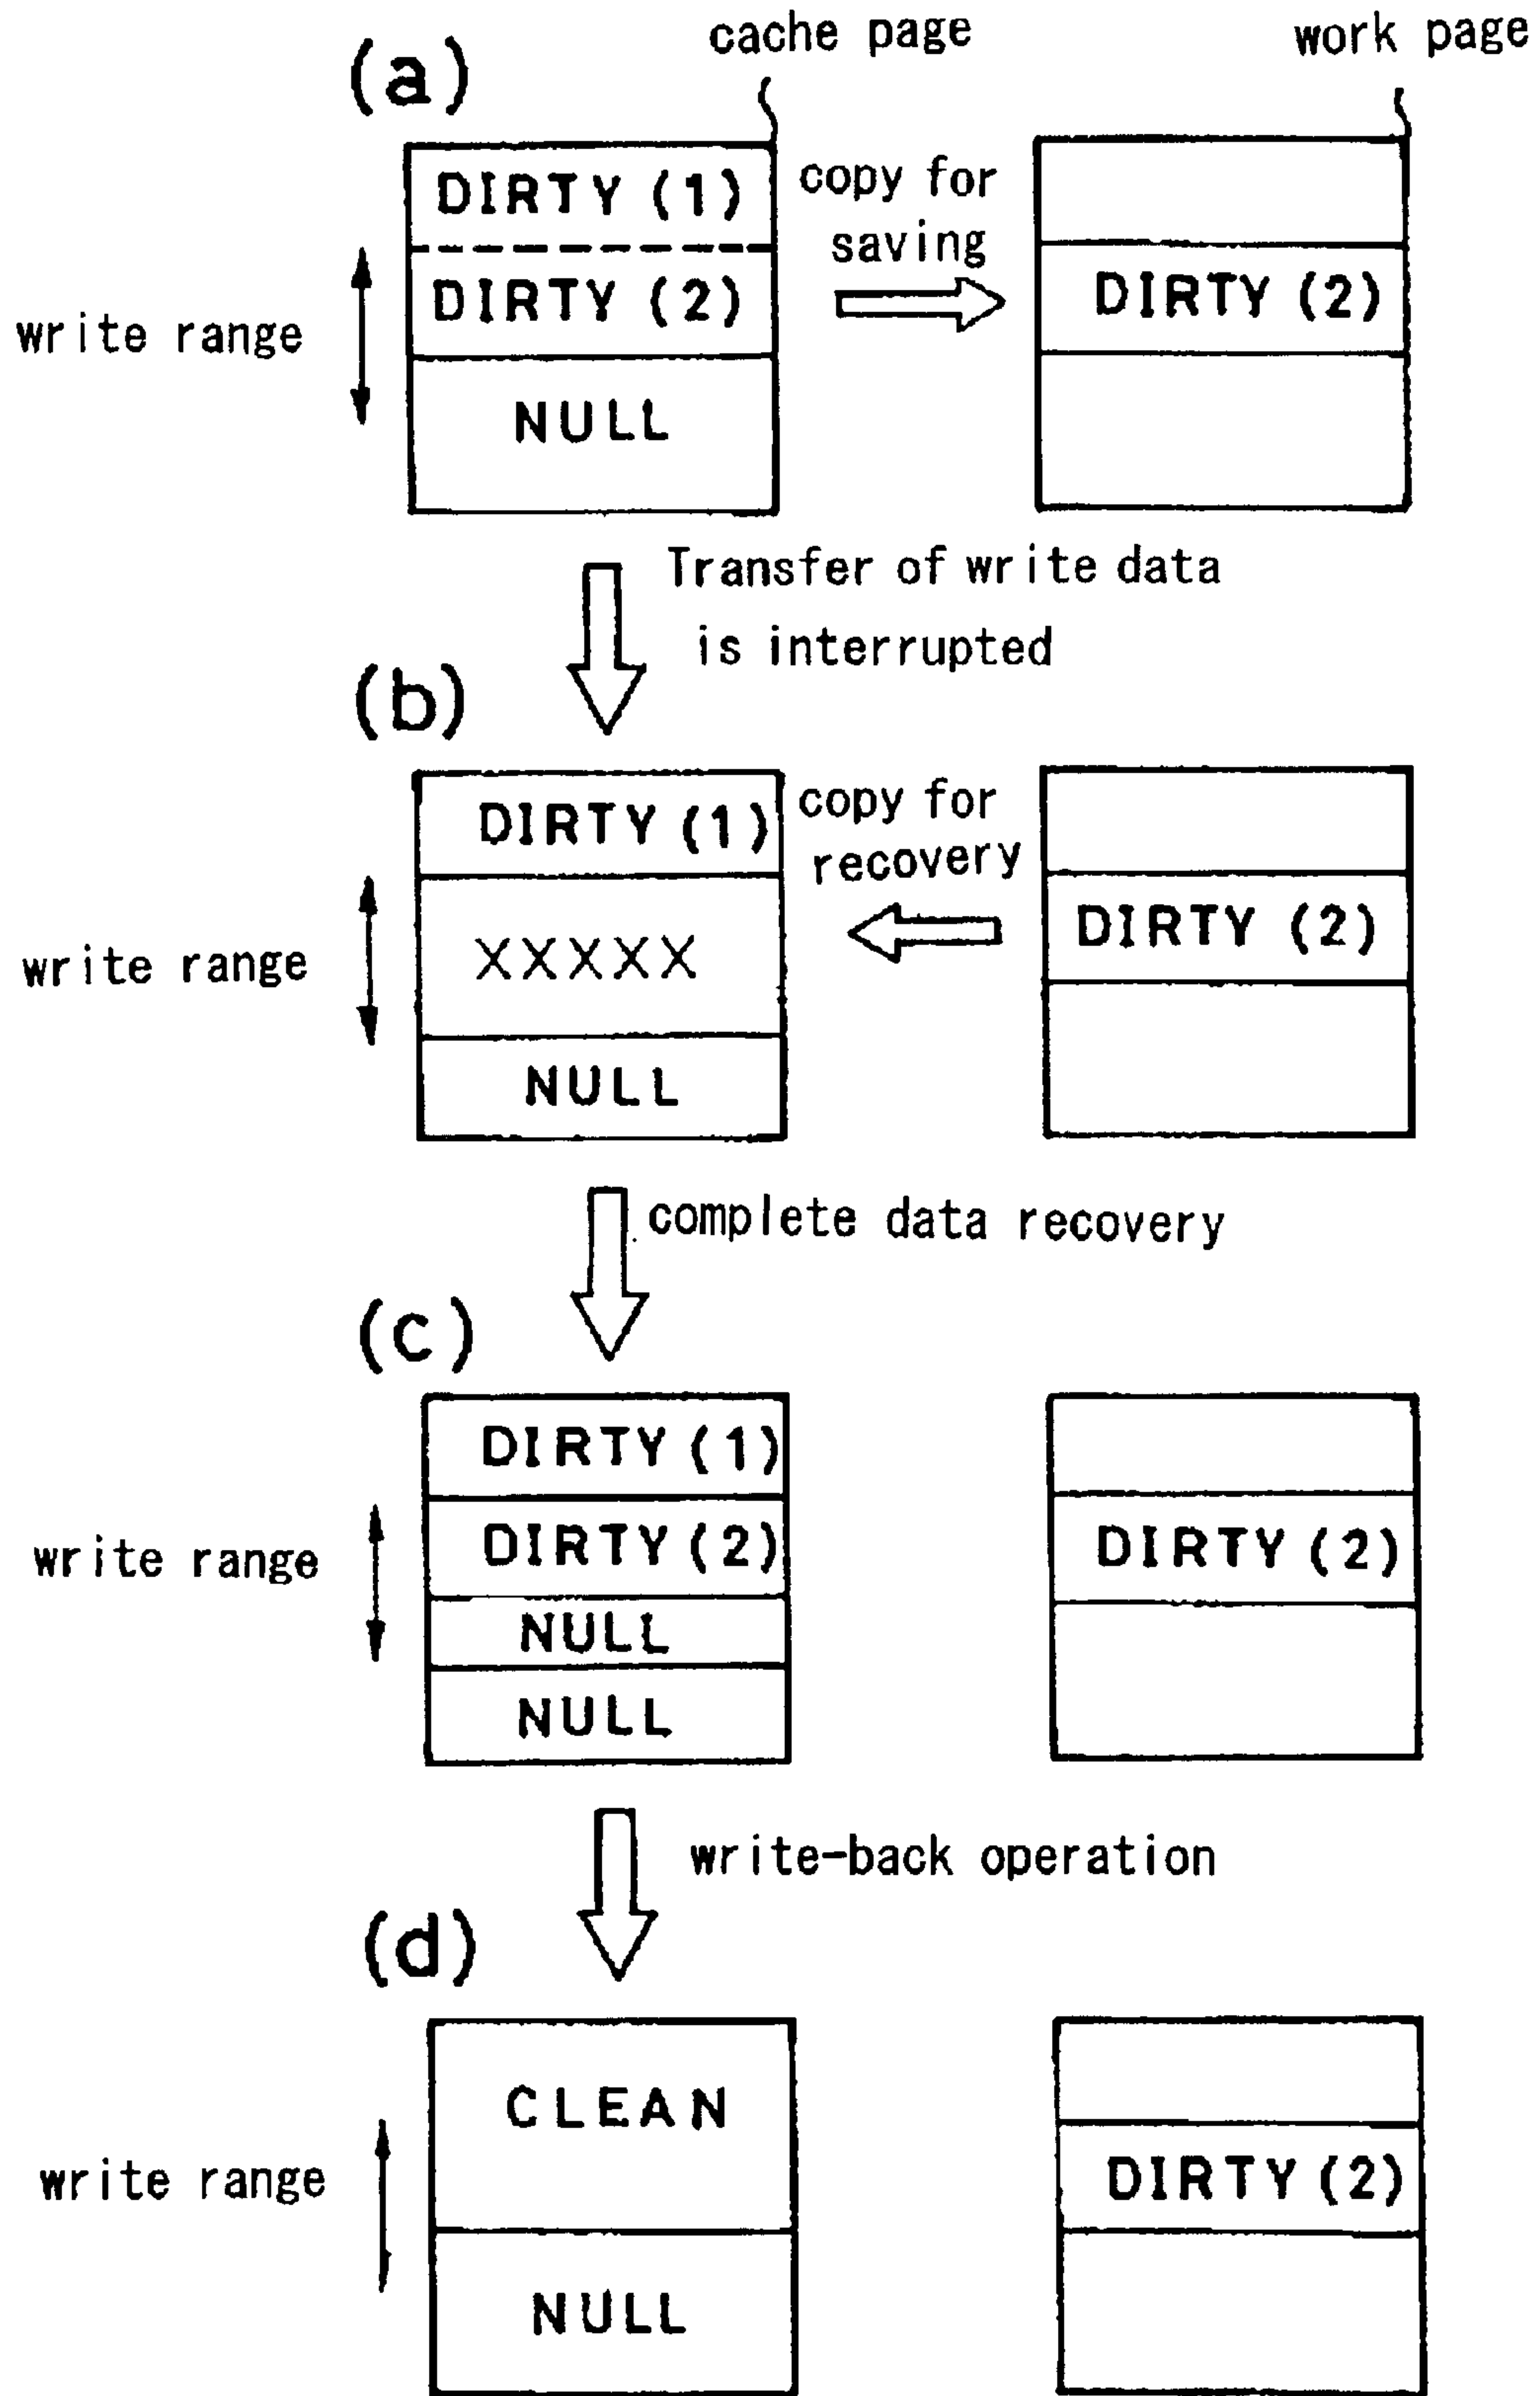 cache page
work page
(a)
DIRTY (1)
copy for
saving
write range
DIRTY (2)
DIRTY (2)
NULL
Transfer of write data
is interrupted
(b)
DIRTY (1)
copy for
recovery
write range
XXXXX
DIRTY (2)
NULL
complete data recovery
(c)
DIRTY (1)
write range
DIRTY (2)
DIRTY (2)
NULL
NULL
write-back operation
(d)
CLEAN
write range
DIRTY (2)
NULL